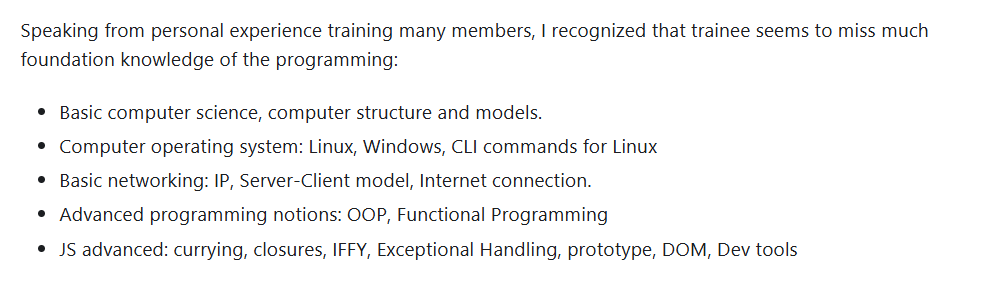 Speaking from personal experience training many members, I recognized that trainee seems to miss much
foundation knowledge of the programming:
• Basic computer science, computer structure and models.
• Computer operating system: Linux, Windows, CLI commands for Linux
• Basic networking: IP, Server-Client model, Internet connection.
• Advanced programming notions: OOP, Functional Programming
• JS advanced: currying, closures, IFFY, Exceptional Handling, prototype, DOM, Dev tools